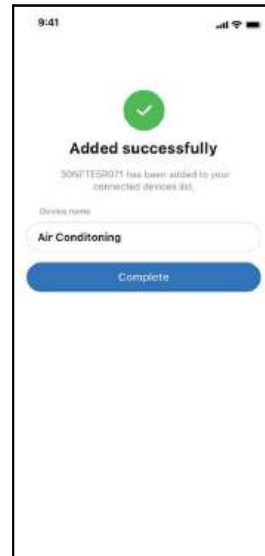 9:41
Added successfully
has been added to your
connected devices list.
Device name
Air Conditoning
Complete